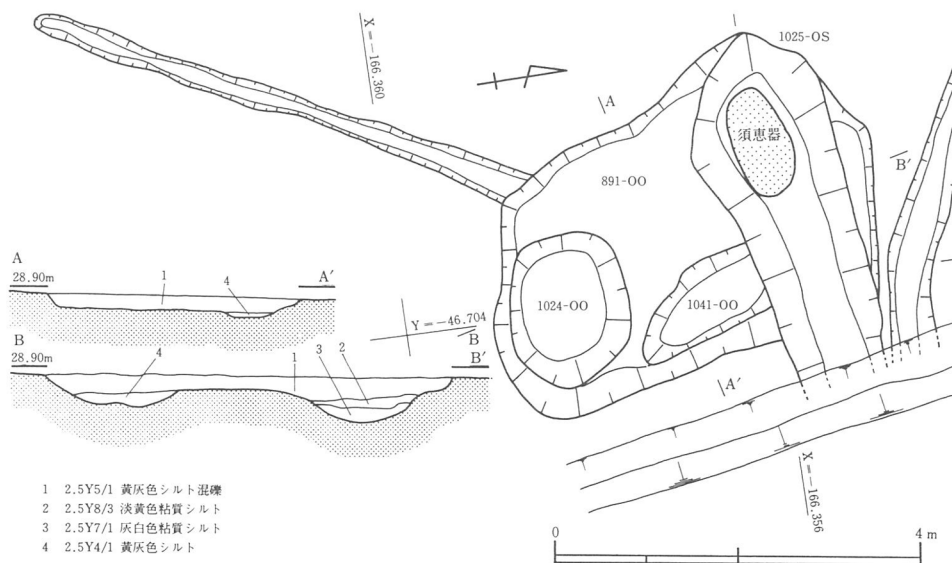 X=-166.360
1025-OS
A
須恵器
B′
891-OO
A
28.90m
1
4
A′
1024-OO
1041-OO
Y=-46.704
B
B
28.90m
4
1
3
2
B′
A′
1 2.5Y5/1 黄灰色シルト混礫
2 2.5Y8/3 淡黄色粘質シルト
3 2.5Y7/1 灰白色粘質シルト
4 2.5Y4/1 黄灰色シルト
X=-166.356
0
4 m